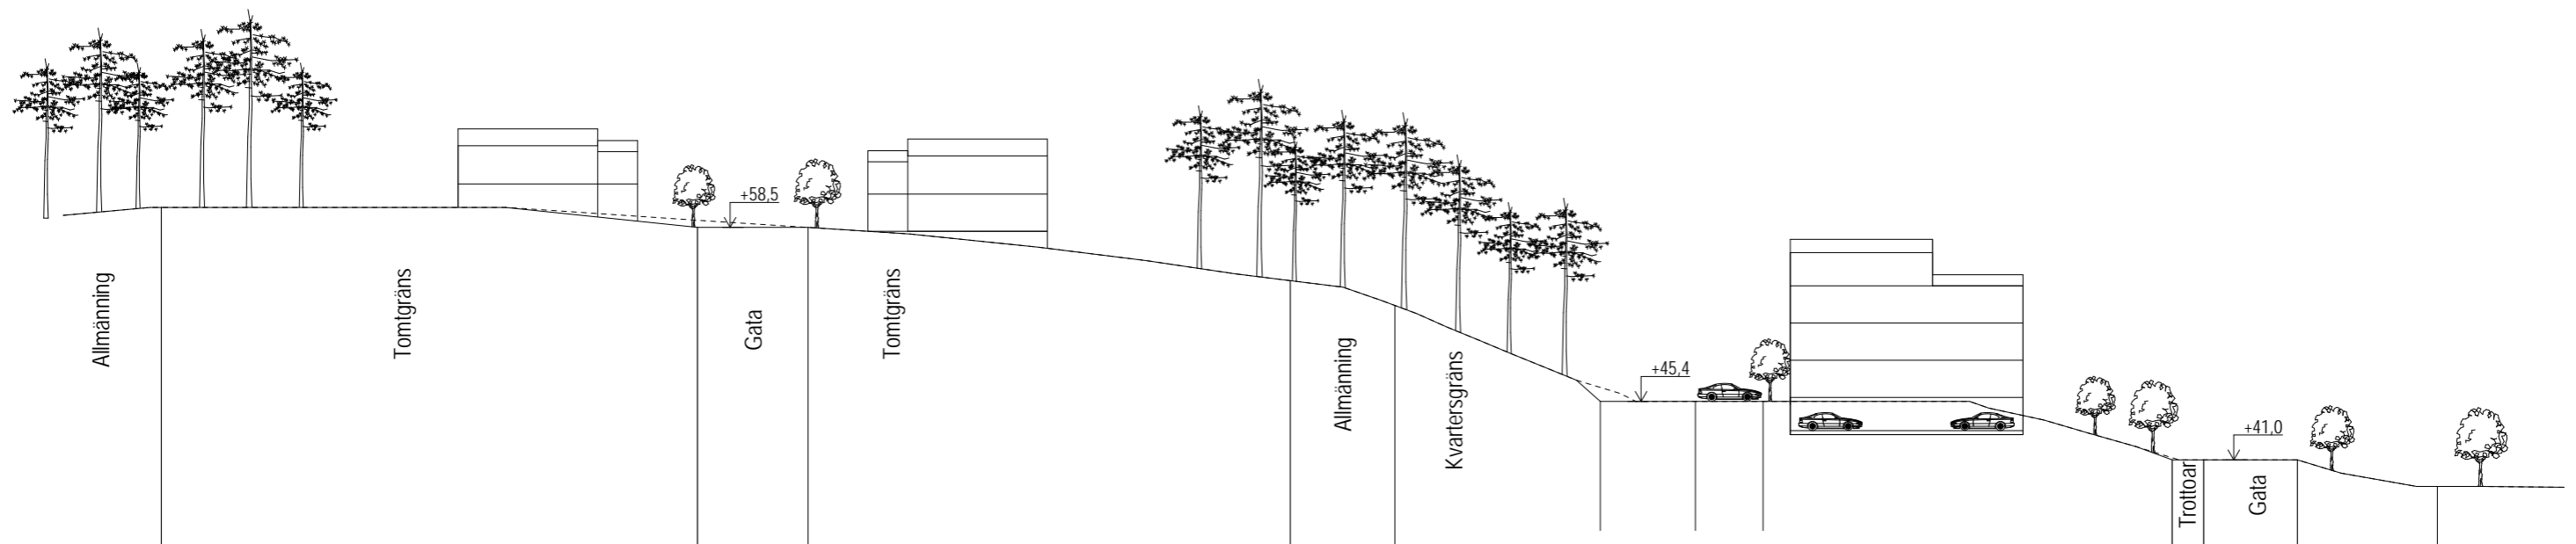 Allmänning
Tomtgräns
+58,5
Gata
Tomtgräns
Allmänning
Kvartersgräns
+45,4
Trottoar
+41,0
Gata